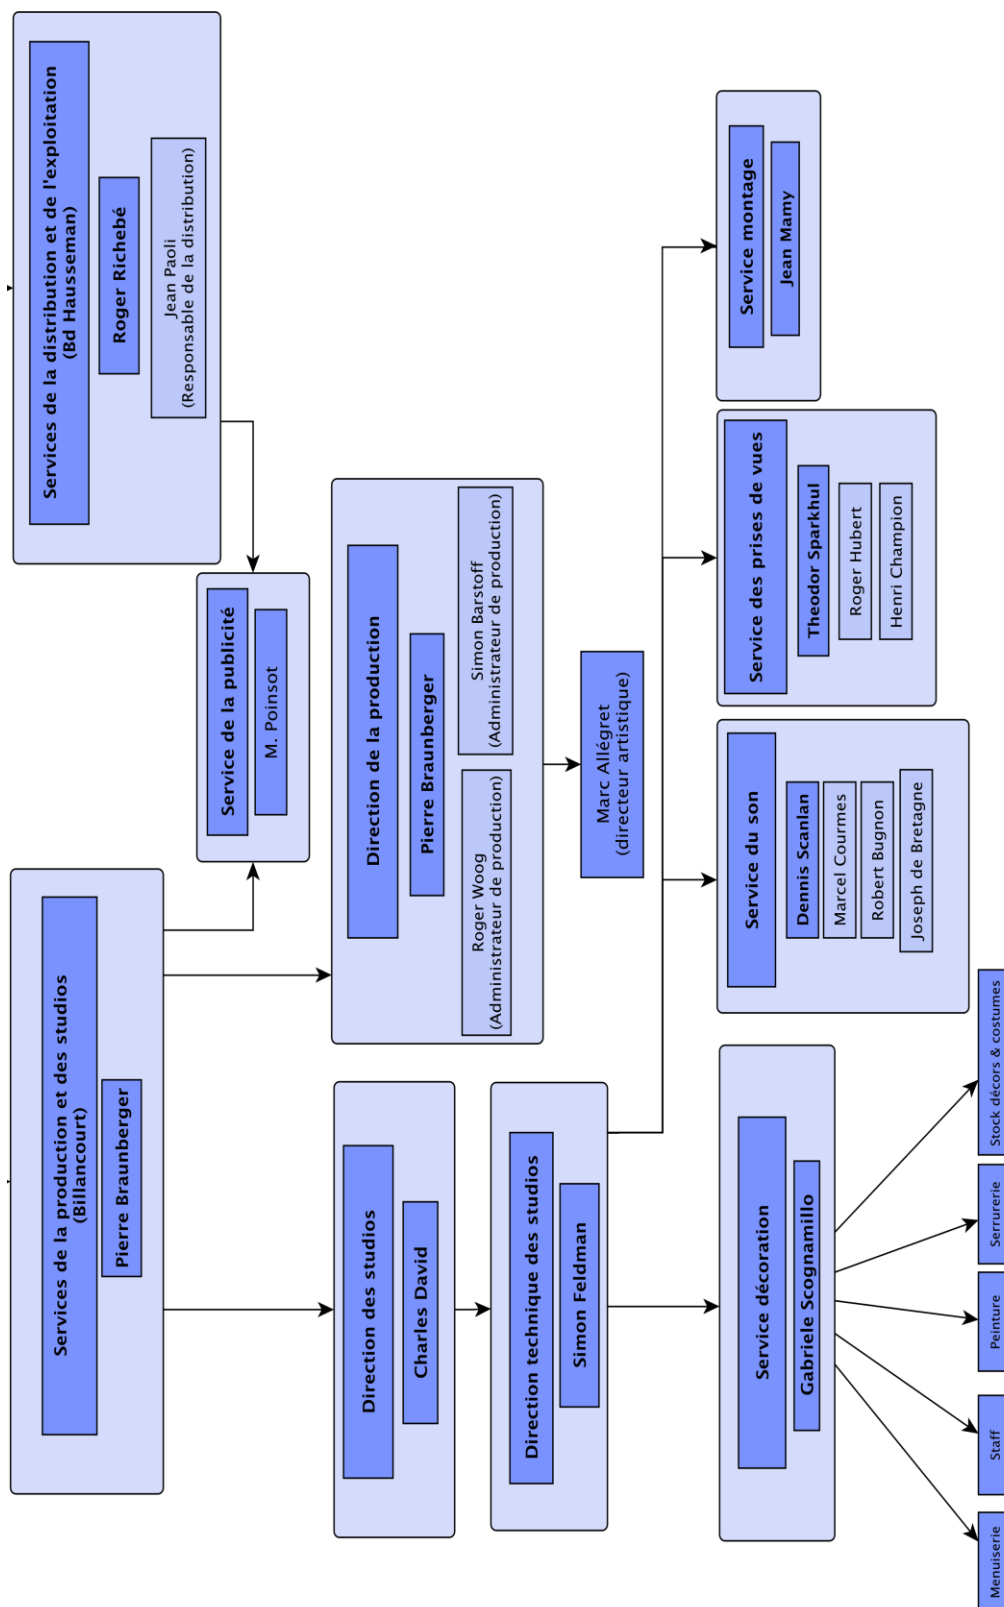 Services de la production et des studios
(Billancourt)
Pierre Braunberger
Services de la distribution et de l'exploitation
(Bd Hausseman)
Roger Richebé
Jean Paoli
(Responsable de la distribution)
Service de la publicité
M. Poinsot
Direction des studios
Charles David
Direction de la production
Pierre Braunberger
Roger Woog
(Administrateur de production)
Simon Barstoff
(Administrateur de production)
Direction technique des studios
Simon Feldman
Marc Allégret
(directeur artistique)
Service décoration
Gabriele Scognamillo
Service du son
Dennis Scanlan
Marcel Courmes
Robert Bugnon
Joseph de Bretagne
Service des prises de vues
Theodor Sparkhul
Roger Hubert
Henri Champion
Service montage
Jean Mamy
Menuiserie
Staff
Peinture
Serrurerie
Stock décors & costumes